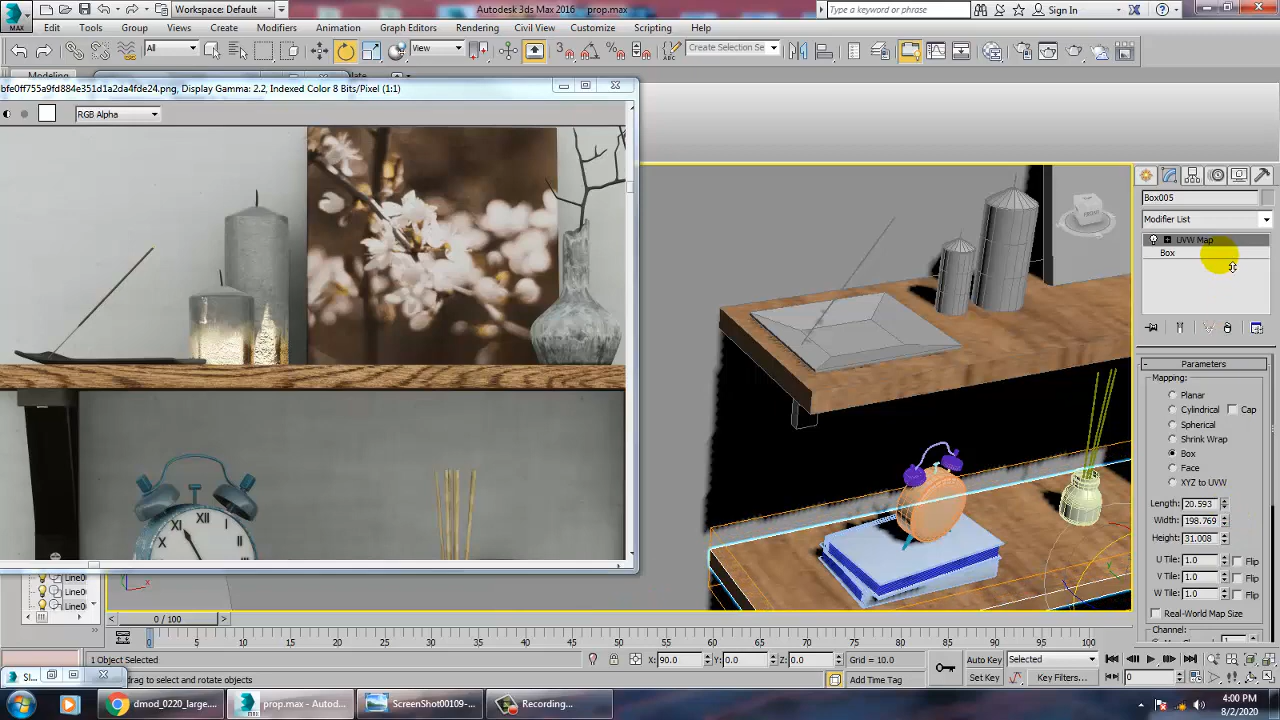 MAX
Workspace: Default
Autodesk 3ds Max 2016
prop.max
Type a keyword or phrase
Sign In
Edit Tools Group Views Create Modifiers Animation Graph Editors Rendering Civil View Customize Scripting Help
All
View
3
Create Selection Se
Modeling
bfe0ff755a9fd884e351d1a2da4fde24.png, Display Gamma: 2.2, Indexed Color 8 Bits/Pixel (1:1)
RGB Alpha
Box005
Modifier List
UVW Map
Box
Parameters
Mapping:
Planar
Cylindrical Cap
Spherical
Shrink Wrap
Box
Face
XYZ to UVW
Length: 20.593
Width: 198.769
Height: 31.008
U Tile: 1.0 Flip
V Tile: 1.0 Flip
W Tile: 1.0 Flip
Real-World Map Size
Channel:
XII
XI
I
X
Line0
Line0
Line0
x
0 / 100
0 5 10 15 20 25 30 35 40 45 50 55 60 65 70 75 80 85 90 95 100
1 Object Selected
X: 90.0 Y: 0.0 Z: 0.0 Grid = 10.0
Auto Key Selected
drag to select and rotate objects
Add Time Tag
Set Key Key Filters...
0
dmod_0220_large....
prop.max - Autod...
ScreenShot00109-...
Recording...
4:00 PM
8/2/2020